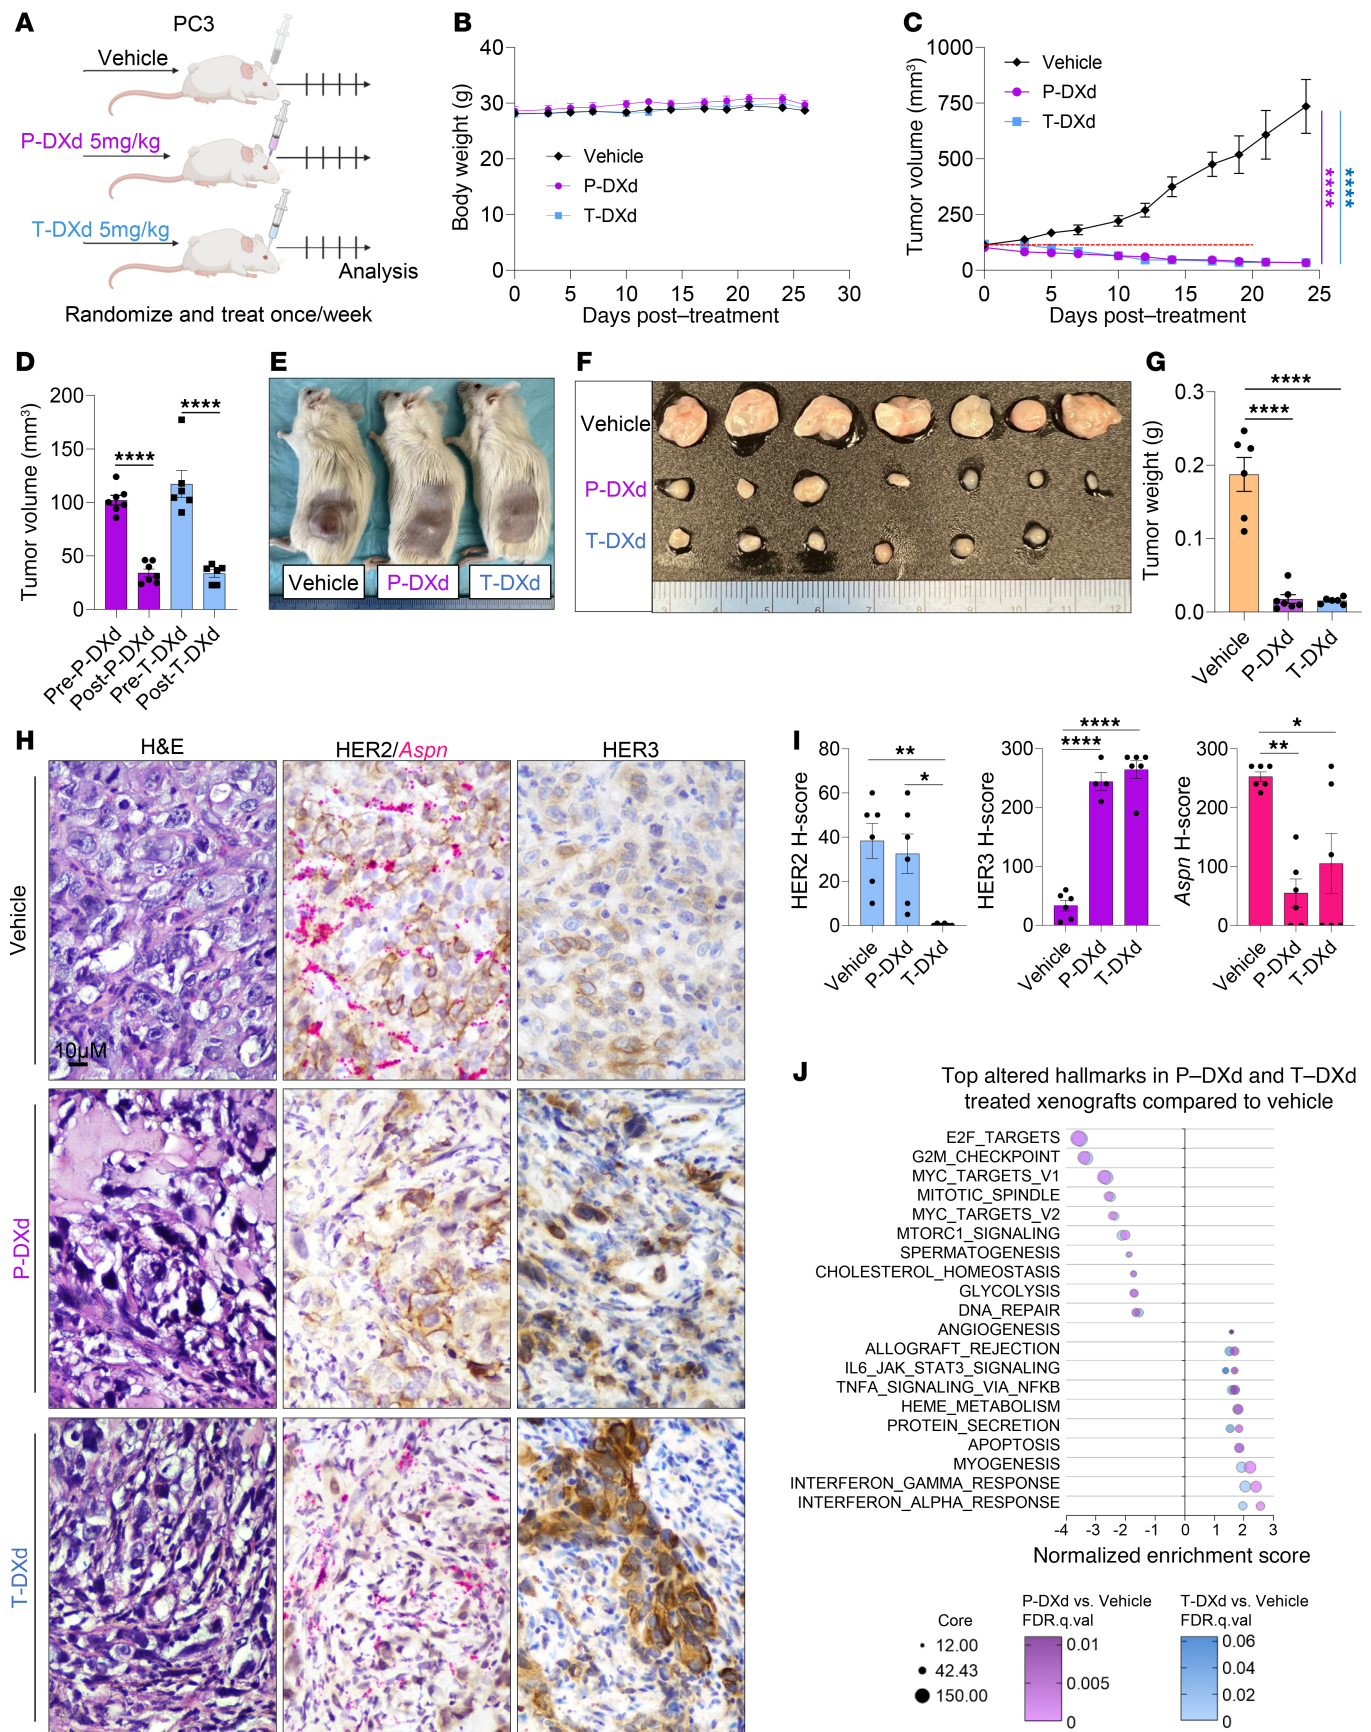 A
PC3
Vehicle
P-DXd 5mg/kg
T-DXd 5mg/kg
Analysis
Randomize and treat once/week
B
Body weight (g)
40
30
20
10
0
Vehicle
P-DXd
T-DXd
0 5 10 15 20 25 30
Days post–treatment
C
Tumor volume (mm³)
1000
750
500
250
0
Vehicle
P-DXd
T-DXd
****
****
0 5 10 15 20 25
Days post–treatment
D
Tumor volume (mm³)
200
150
100
50
0
****
****
Pre-P-DXd
Post-P-DXd
Pre-T-DXd
Post-T-DXd
E
Vehicle
P-DXd
T-DXd
F
Vehicle
P-DXd
T-DXd
3 4 5 6 7 8 9 10 11 12
G
Tumor weight (g)
0.3
0.2
0.1
0.0
****
****
Vehicle
P-DXd
T-DXd
H
H&E
HER2/Aspn
HER3
Vehicle
10µM
P-DXd
T-DXd
I
HER2 H-score
80
60
40
20
0
**
*
Vehicle
P-DXd
T-DXd
HER3 H-score
300
200
100
0
****
****
Vehicle
P-DXd
T-DXd
Aspn H-score
300
200
100
0
*
**
Vehicle
P-DXd
T-DXd
J
Top altered hallmarks in P–DXd and T–DXd
treated xenografts compared to vehicle
E2F_TARGETS
G2M_CHECKPOINT
MYC_TARGETS_V1
MITOTIC_SPINDLE
MYC_TARGETS_V2
MTORC1_SIGNALING
SPERMATOGENESIS
CHOLESTEROL_HOMEOSTASIS
GLYCOLYSIS
DNA_REPAIR
ANGIOGENESIS
ALLOGRAFT_REJECTION
IL6_JAK_STAT3_SIGNALING
TNFA_SIGNALING_VIA_NFKB
HEME_METABOLISM
PROTEIN_SECRETION
APOPTOSIS
MYOGENESIS
INTERFERON_GAMMA_RESPONSE
INTERFERON_ALPHA_RESPONSE
-4 -3 -2 -1 0 1 2 3
Normalized enrichment score
Core
12.00
42.43
150.00
P-DXd vs. Vehicle
FDR.q.val
0.01
0.005
0
T-DXd vs. Vehicle
FDR.q.val
0.06
0.04
0.02
0